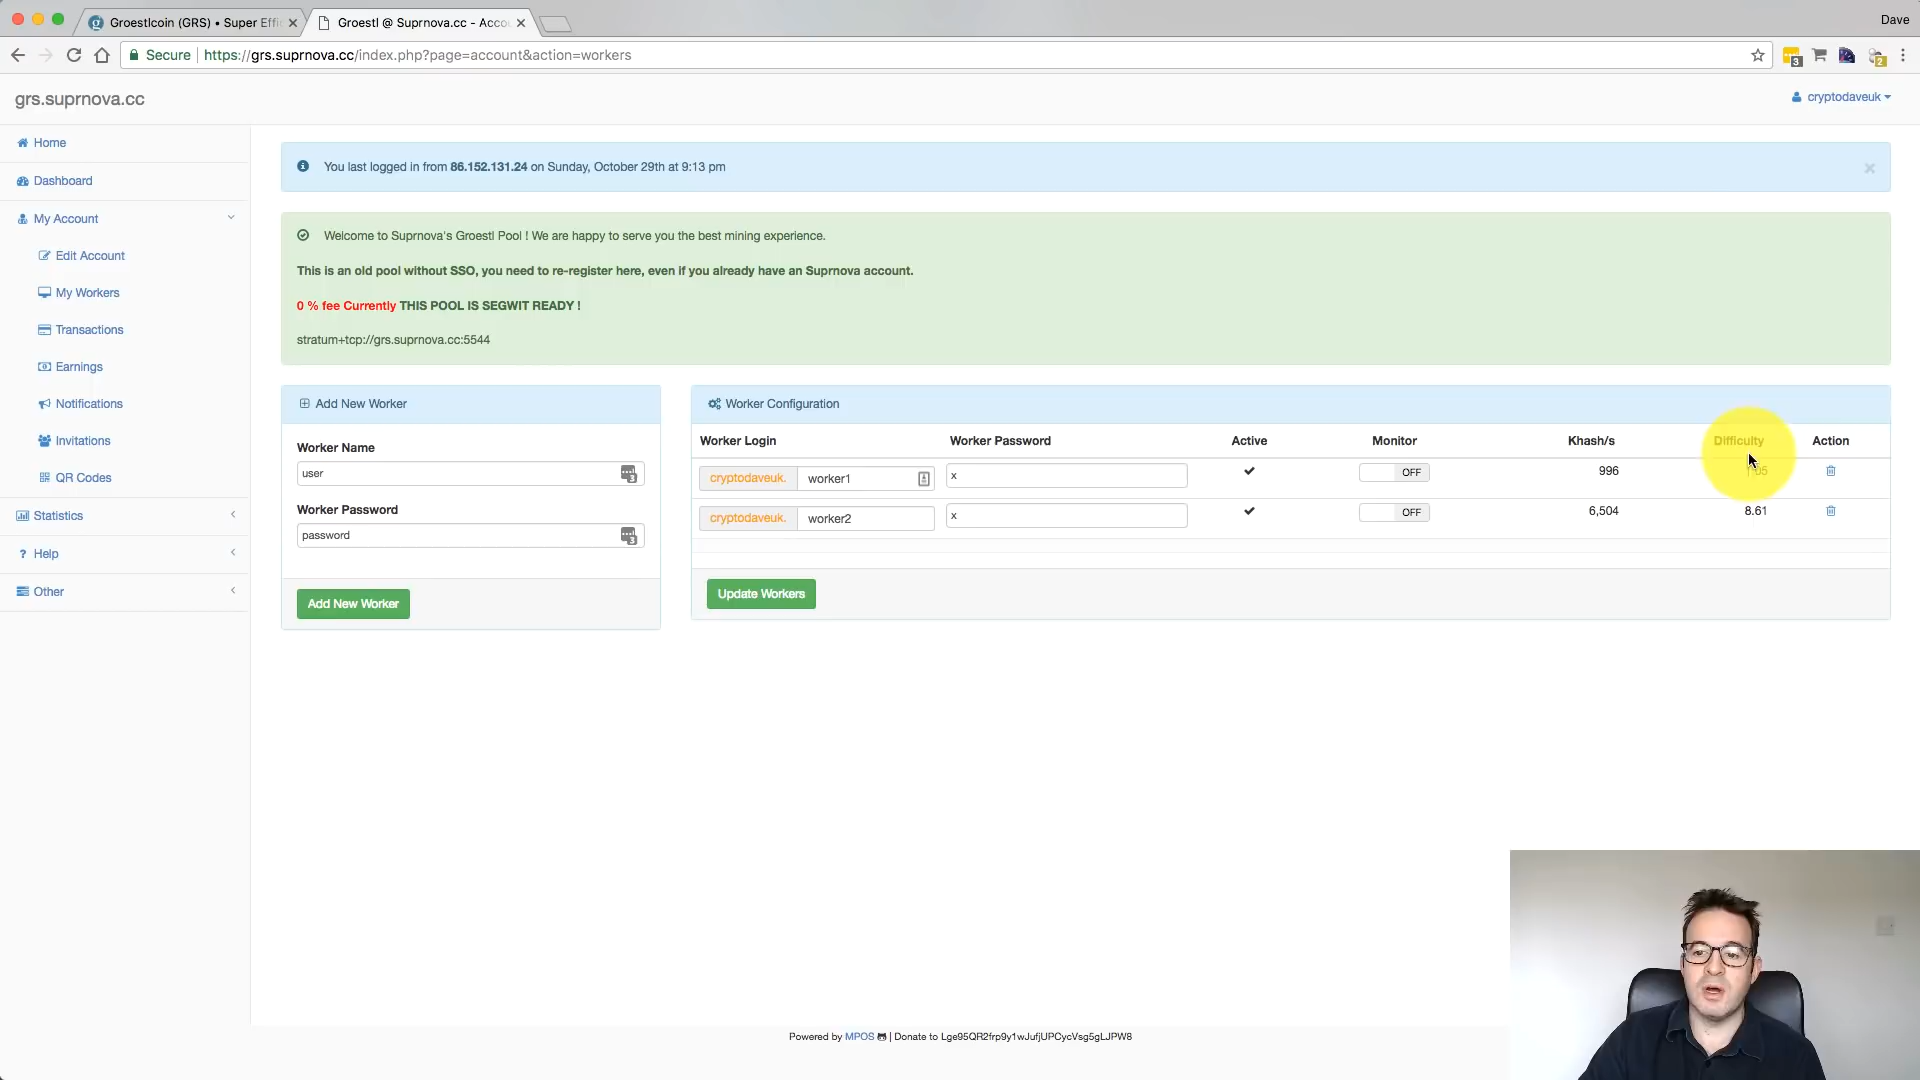 Groestlcoin (GRS) • Super Effi
Groestl @ Suprnova.cc - Acco
Dave
Secure
https://grs.suprnova.cc/index.php?page=account&action=workers
3
2
grs.suprnova.cc
cryptodaveuk
Home
Dashboard
My Account
Edit Account
My Workers
Transactions
Earnings
Notifications
Invitations
QR Codes
Statistics
? Help
Other
You last logged in from 86.152.131.24 on Sunday, October 29th at 9:13 pm
×
Welcome to Suprnova's Groestl Pool ! We are happy to serve you the best mining experience.
This is an old pool without SSO, you need to re-register here, even if you already have an Suprnova account.
0 % fee Currently THIS POOL IS SEGWIT READY !
stratum+tcp://grs.suprnova.cc:5544
Add New Worker
Worker Name
user
3
Worker Password
password
3
Add New Worker
Worker Configuration
Worker Login Worker Password Active Monitor Khash/s Difficulty Action
cryptodaveuk. worker1 x OFF 996
cryptodaveuk. worker2 x OFF 6,504 8.61
Update Workers
Powered by MPOS | Donate to Lge95QR2frp9y1wJufjUPCycVsg5gLJPW8